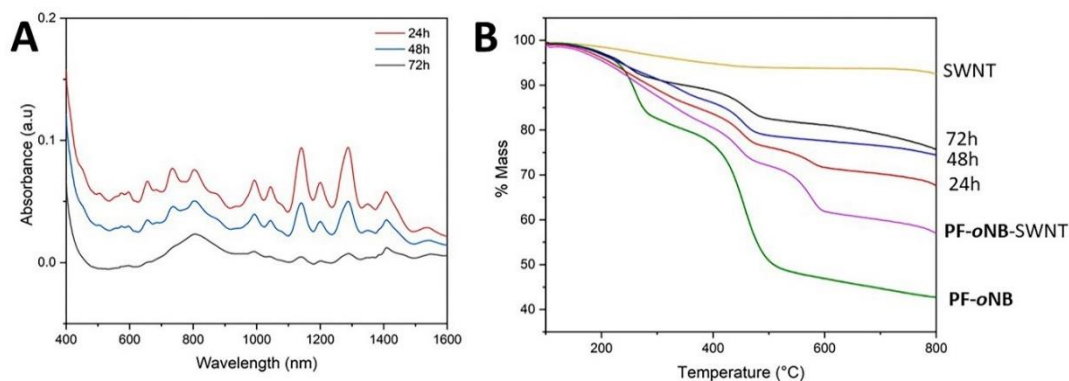 A
0.2
0.1
0.0
Absorbance (a.u)
24h
48h
72h
400 600 800 1000 1200 1400 1600
Wavelength (nm)
B
100
90
80
70
60
50
40
% Mass
SWNT
72h
48h
24h
PF-oNB-SWNT
PF-oNB
200 400 600 800
Temperature (°C)